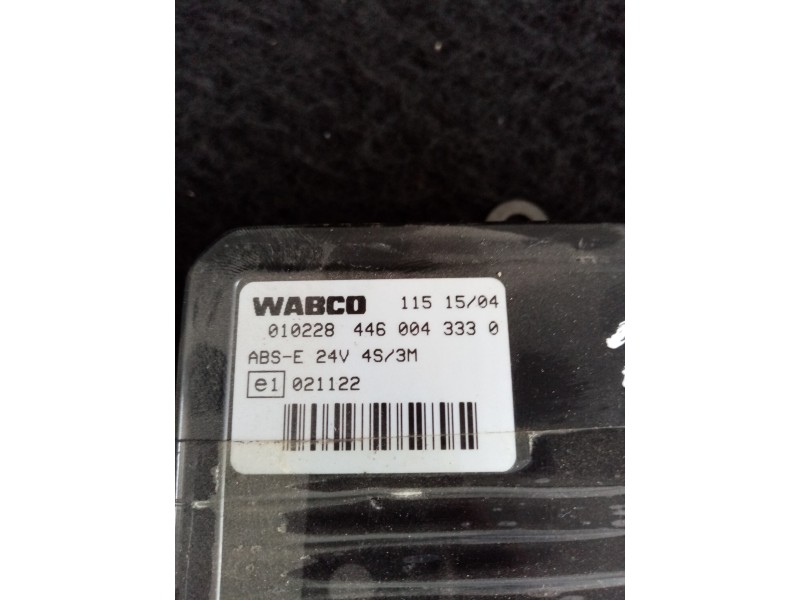 WABCO 115 15/04
010228 446 004 333 0
ABS-E 24V 4S/3M
e1 021122